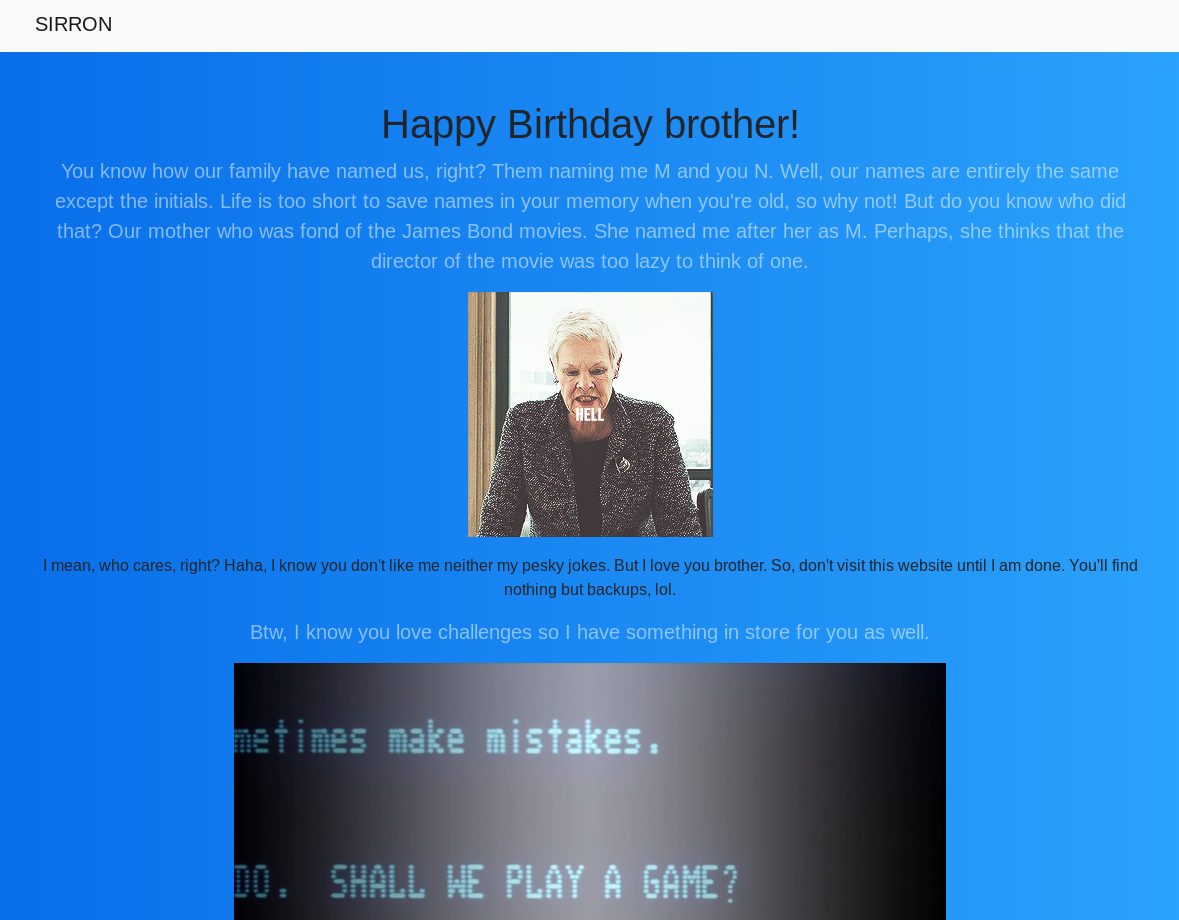 SIRRON
Happy Birthday brother!
You know how our family have named us, right? Them naming me M and you N. Well, our names are entirely the same
except the initials. Life is too short to save names in your memory when you're old, so why not! But do you know who did
that? Our mother who was fond of the James Bond movies. She named me after her as M. Perhaps, she thinks that the
director of the movie was too lazy to think of one.
HELL
I mean, who cares, right? Haha, I know you don't like me neither my pesky jokes. But I love you brother. So, don't visit this website until I am done. You'll find
nothing but backups, lol.
Btw, I know you love challenges so I have something in store for you as well.
metimes make mistakes.
DO. SHALL WE PLAY A GAME?